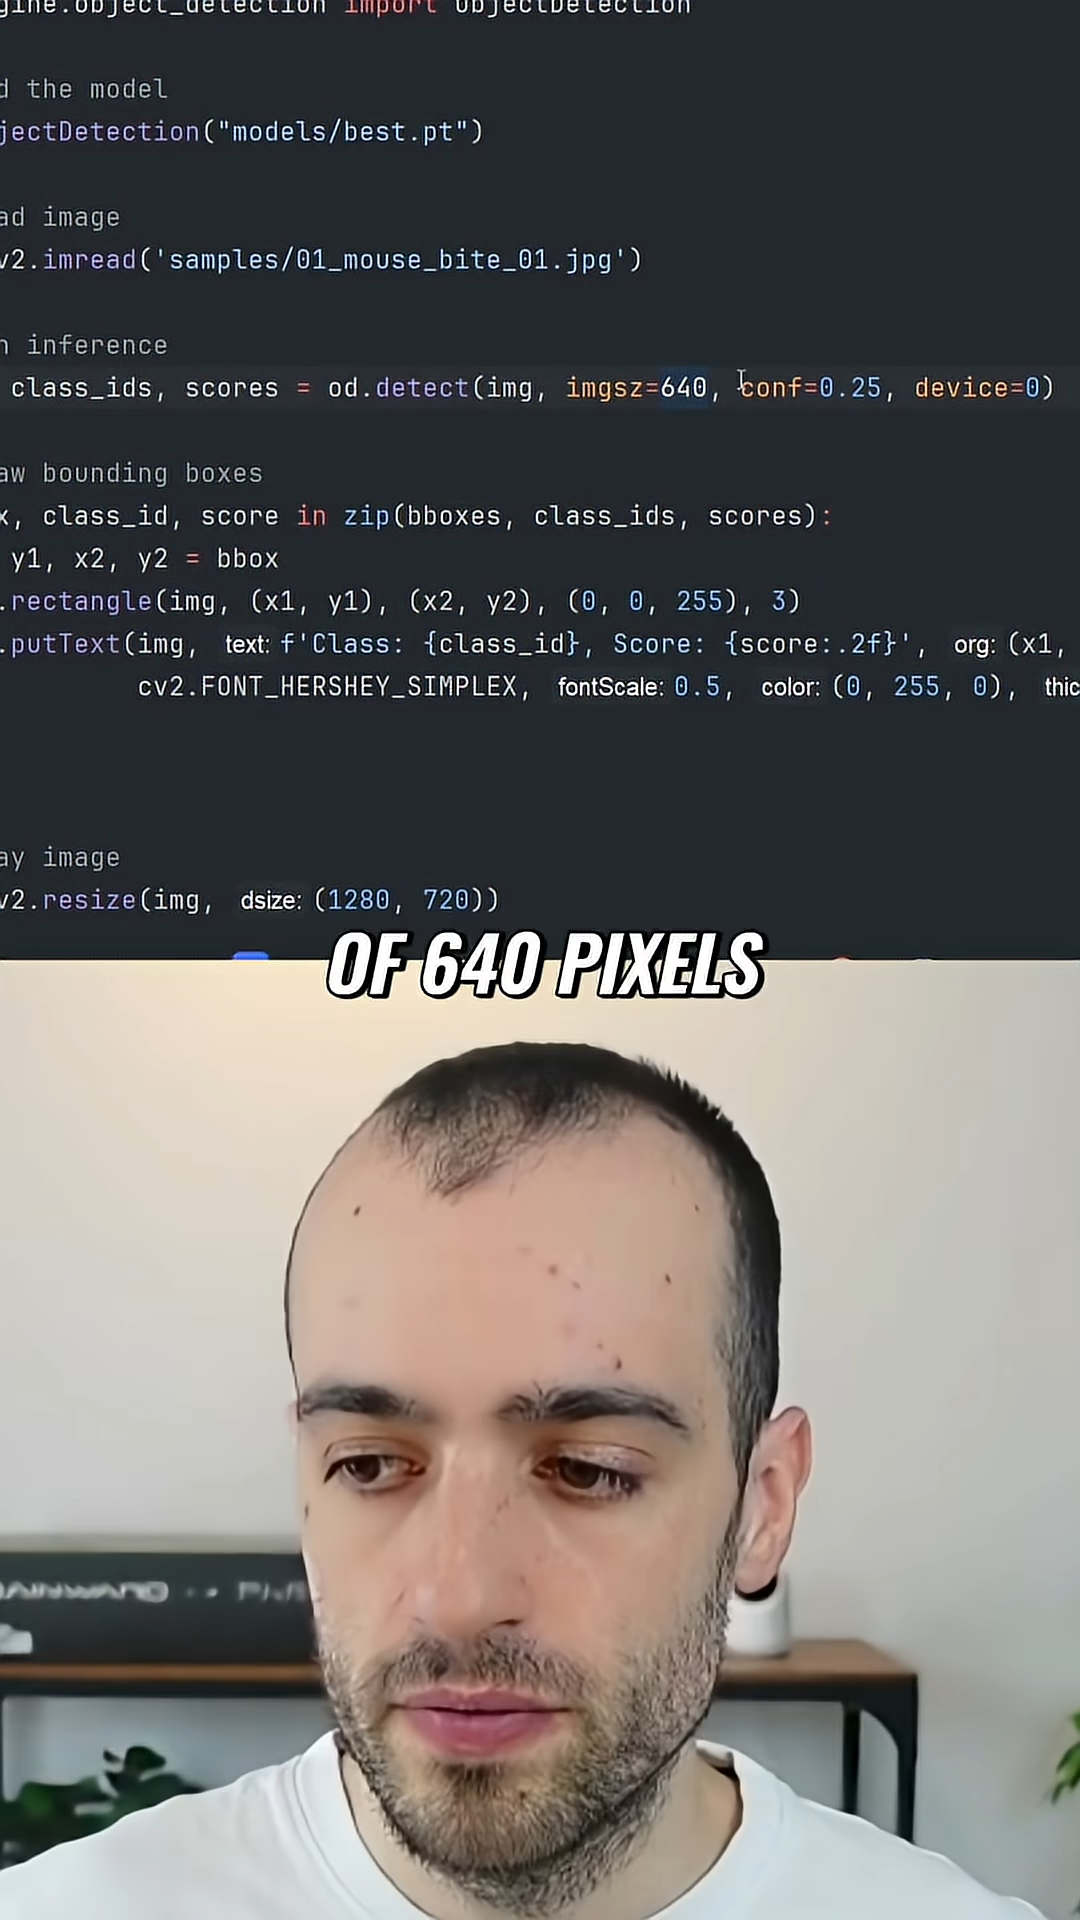 gine.object_detection import ObjectDetection
d the model
jectDetection("models/best.pt")
ad image
v2.imread('samples/01_mouse_bite_01.jpg')
n inference
class_ids, scores = od.detect(img, imgsz=640, conf=0.25, device=0)
aw bounding boxes
x, class_id, score in zip(bboxes, class_ids, scores):
y1, x2, y2 = bbox
.rectangle(img, (x1, y1), (x2, y2), (0, 0, 255), 3)
.putText(img, text: f'Class: {class_id}, Score: {score:.2f}', org: (x1,
cv2.FONT_HERSHEY_SIMPLEX, fontScale: 0.5, color: (0, 255, 0), thic
ay image
v2.resize(img, dsize: (1280, 720))
OF 640 PIXELS